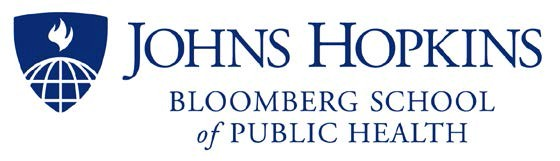 JOHNS HOPKINS
BLOOMBERG SCHOOL
of PUBLIC HEALTH